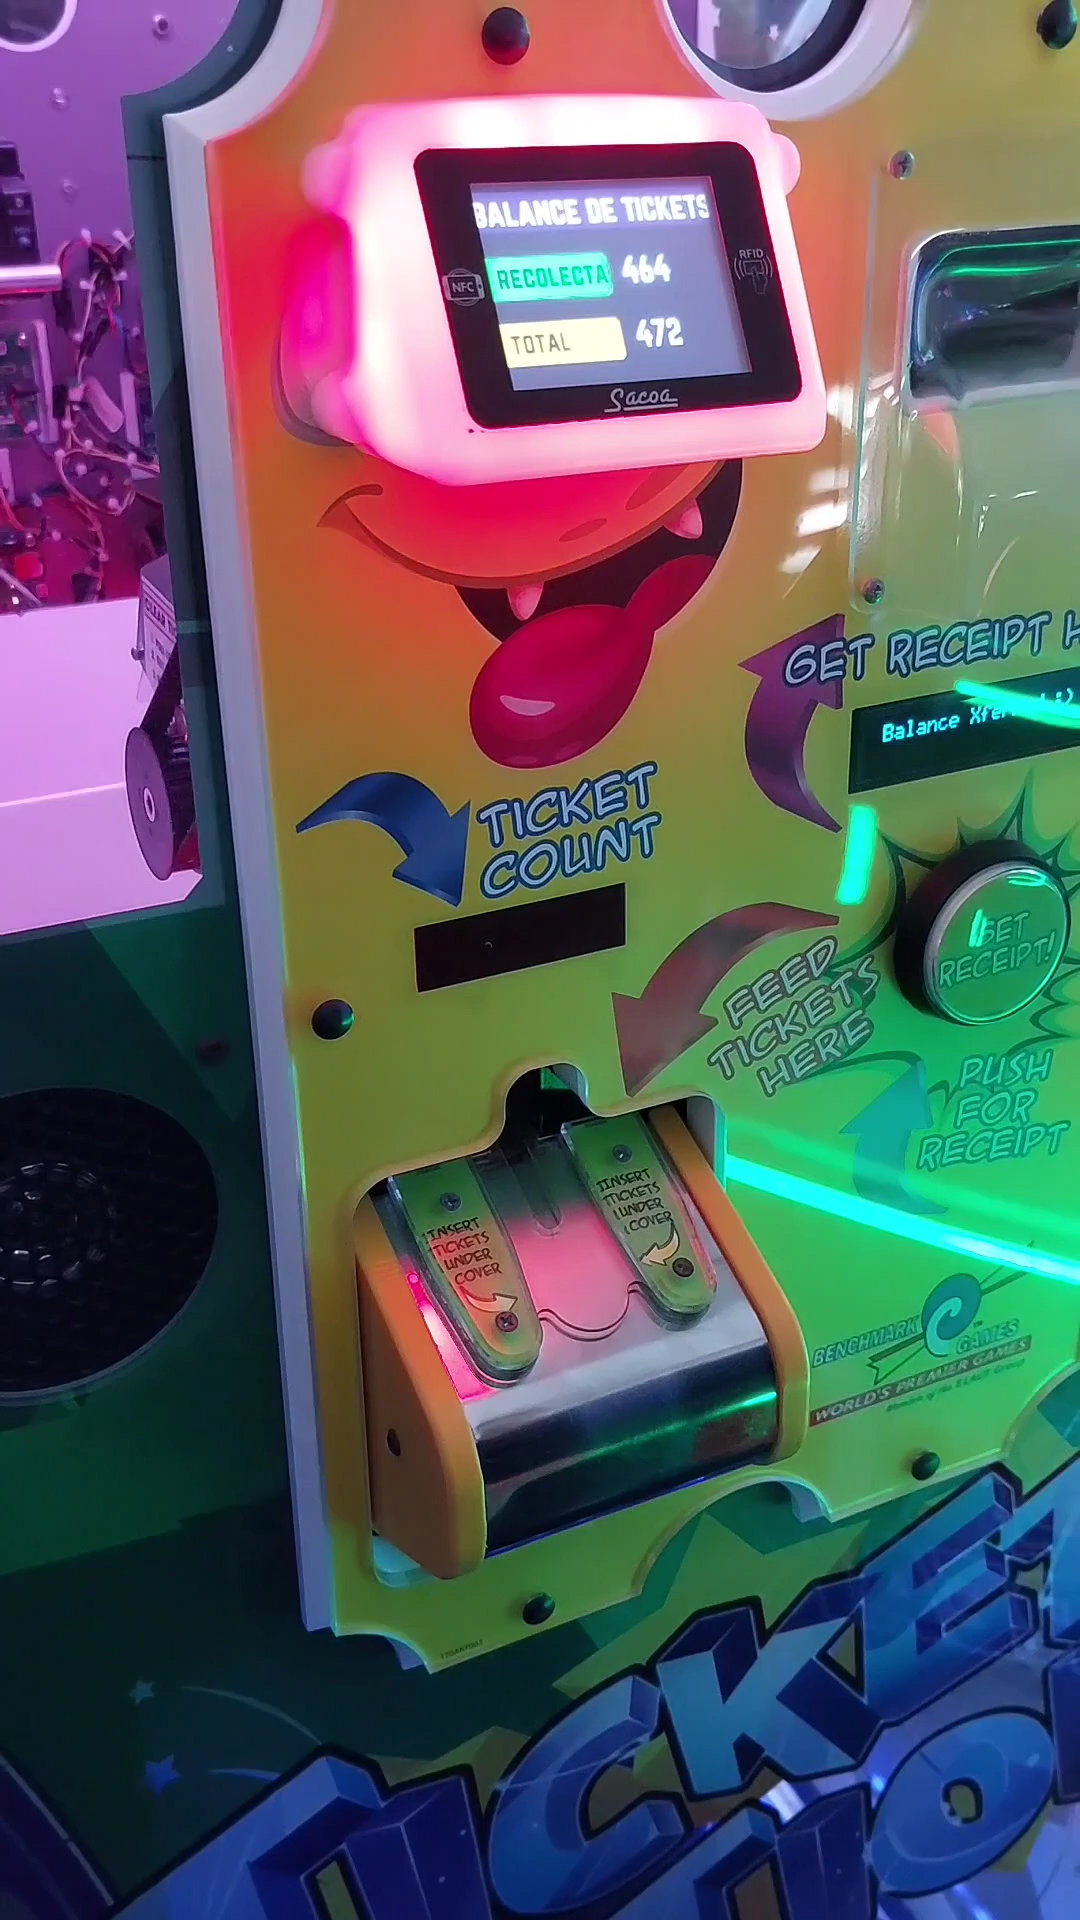 BALANCE DE TICKETS
NFC
RECOLECTA 464
RFID
TOTAL 472
Sacoa
GET RECEIPT
Balance
TICKET
COUNT
GET
RECEIPT!
FEED
TICKETS
HERE
PUSH
FOR
RECEIPT
INSERT
TICKETS
UNDER
COVER
INSERT
TICKETS
UNDER
COVER
BENCHMARK GAMES
WORLD'S PREMIER GAMES
TICKET